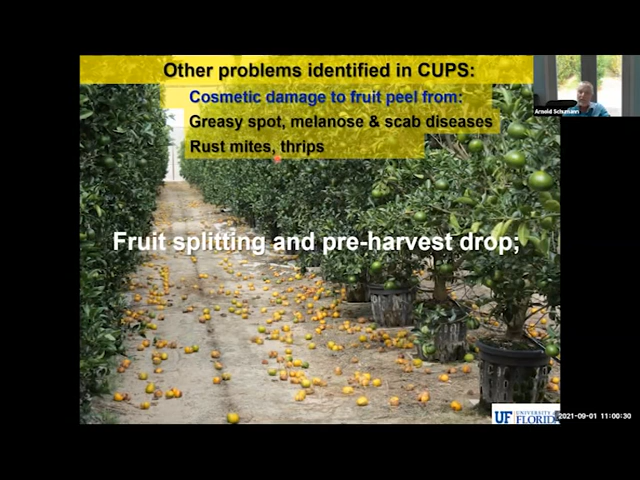 Other problems identified in CUPS:
Cosmetic damage to fruit peel from:
Greasy spot, melanose & scab diseases
Rust mites, thrips
Arnold Schumann
Fruit splitting and pre-harvest drop;
UF UNIVERSITY of
FLORIDA
2021-09-01 11:00:30